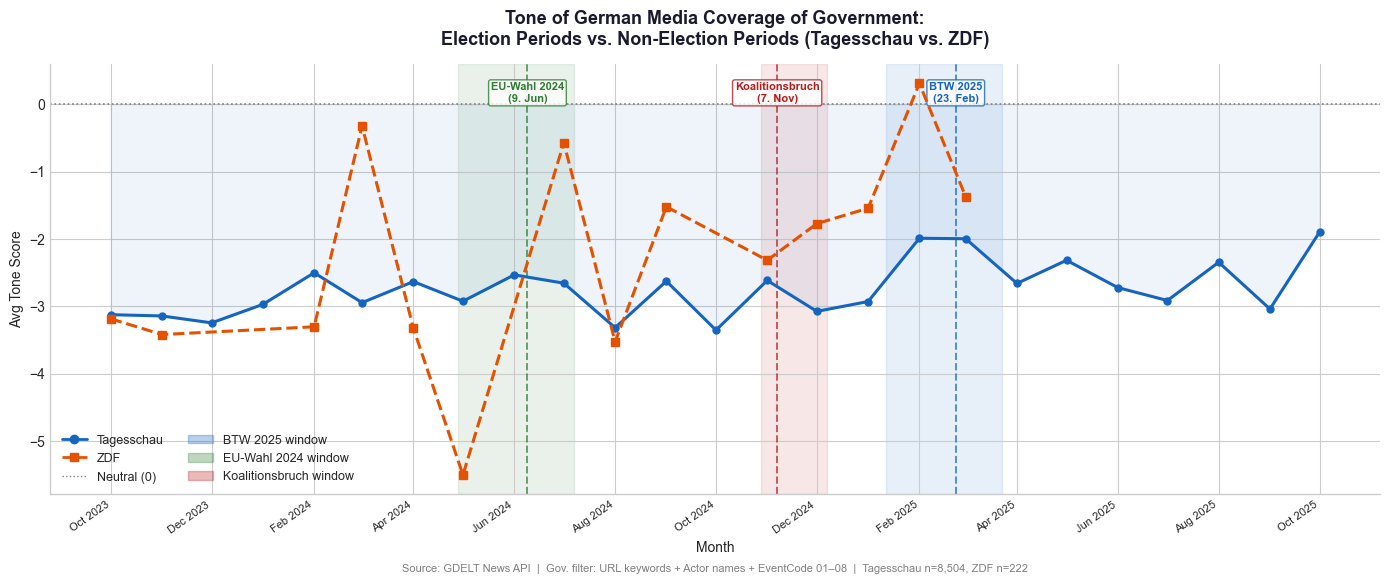 Tone of German Media Coverage of Government:
Election Periods vs. Non-Election Periods (Tagesschau vs. ZDF)
EU-Wahl 2024
(9. Jun)
Koalitionsbruch
(7. Nov)
BTW 2025
(23. Feb)
Avg Tone Score
0
−1
−2
−3
−4
−5
Tagesschau
ZDF
Neutral (0)
BTW 2025 window
EU-Wahl 2024 window
Koalitionsbruch window
Oct 2023
Dec 2023
Feb 2024
Apr 2024
Jun 2024
Aug 2024
Oct 2024
Dec 2024
Feb 2025
Apr 2025
Jun 2025
Aug 2025
Oct 2025
Month
Source: GDELT News API | Gov. filter: URL keywords + Actor names + EventCode 01–08 | Tagesschau n=8,504, ZDF n=222